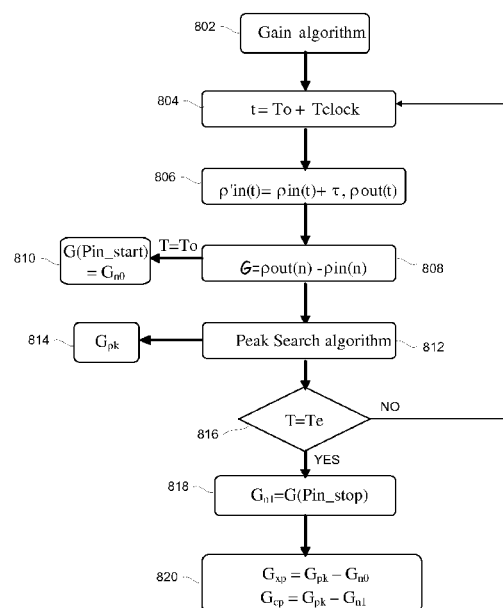 802
Gain algorithm
804
t = To + Tclock
806
ρ'in(t)= ρin(t)+ τ, ρout(t)
810
G(Pin_start)
= Gn0
T=To
G=ρout(n) -ρin(n)
808
814
Gpk
Peak Search algorithm
812
816
T=Te
NO
YES
818
Gn1=G(Pin_stop)
820
Gxp = Gpk – Gn0
Gcp = Gpk – Gn1